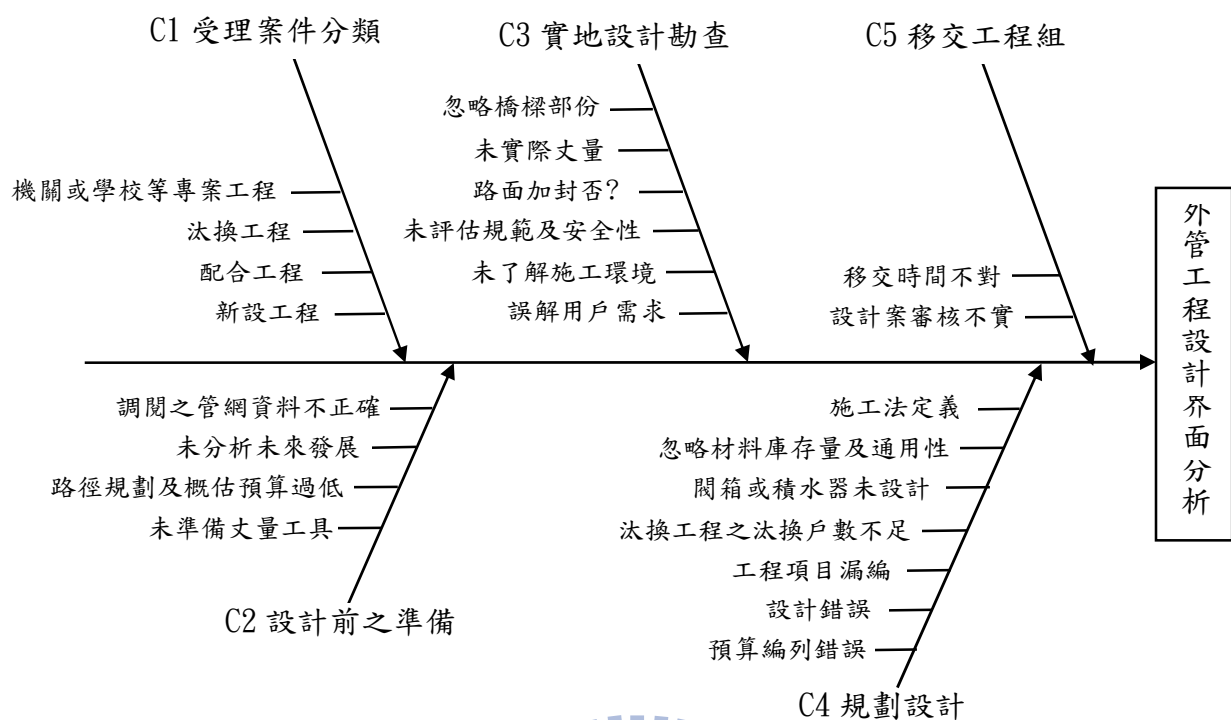 C1 受理案件分類
機關或學校等專案工程
汰換工程
配合工程
新設工程
C3 實地設計勘查
忽略橋樑部份
未實際丈量
路面加封否?
未評估規範及安全性
未了解施工環境
誤解用戶需求
C5 移交工程組
移交時間不對
設計案審核不實
外管工程設計界面分析
調閱之管網資料不正確
未分析未來發展
路徑規劃及概估預算過低
未準備丈量工具
C2 設計前之準備
施工法定義
忽略材料庫存量及通用性
閥箱或積水器未設計
汰換工程之汰換戶數不足
工程項目漏編
設計錯誤
預算編列錯誤
C4 規劃設計